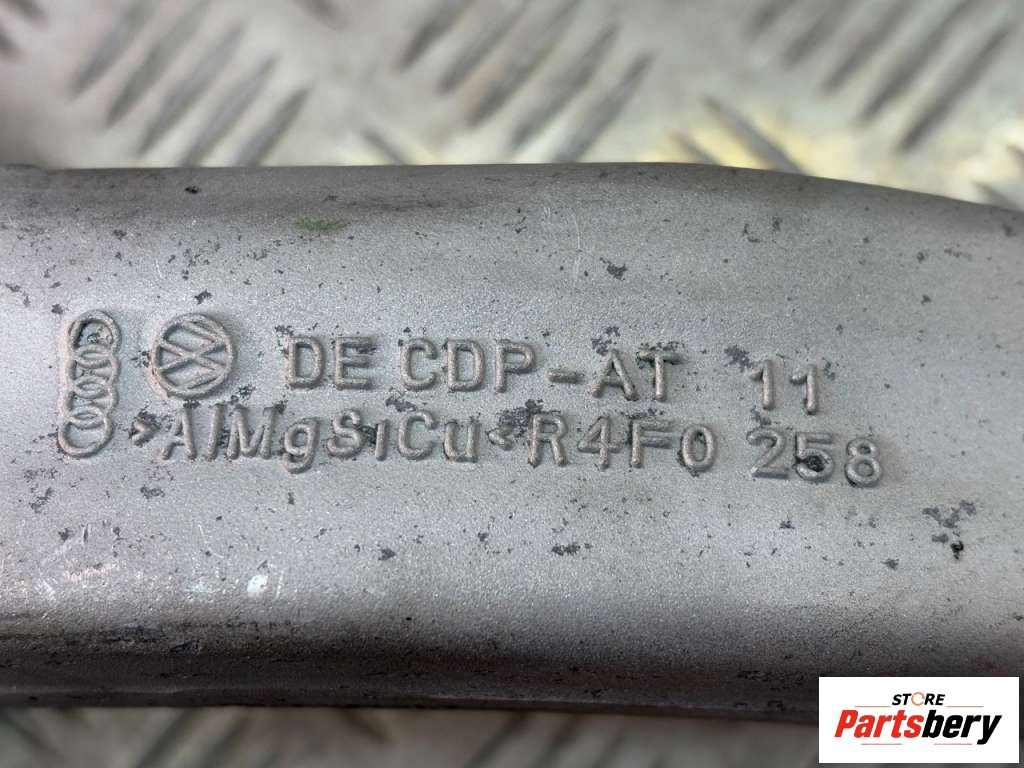 DE CDP-AT 11
>AlMgSiCu<R4F0 258
STORE
Partsbery